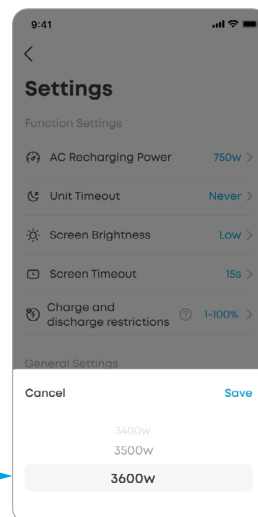 9:41
Settings
Function Settings
AC Recharging Power 750w
Unit Timeout Never
Screen Brightness Low
Screen Timeout 15s
Charge and
discharge restrictions ? 1-100%
General Settings
Cancel Save
3400w
3500w
3600w